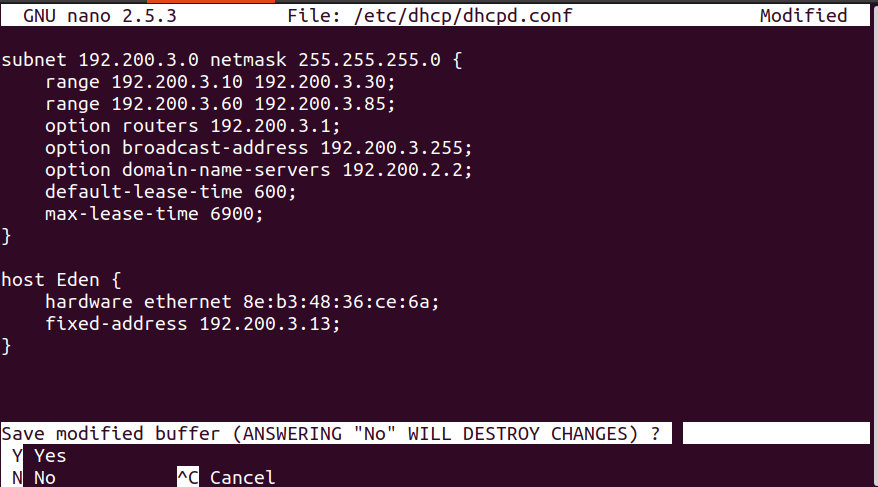 GNU nano 2.5.3 File: /etc/dhcp/dhcpd.conf Modified
subnet 192.200.3.0 netmask 255.255.255.0 {
range 192.200.3.10 192.200.3.30;
range 192.200.3.60 192.200.3.85;
option routers 192.200.3.1;
option broadcast-address 192.200.3.255;
option domain-name-servers 192.200.2.2;
default-lease-time 600;
max-lease-time 6900;
}
host Eden {
hardware ethernet 8e:b3:48:36:ce:6a;
fixed-address 192.200.3.13;
}
Save modified buffer (ANSWERING "No" WILL DESTROY CHANGES) ?
Y Yes
N No ^C Cancel